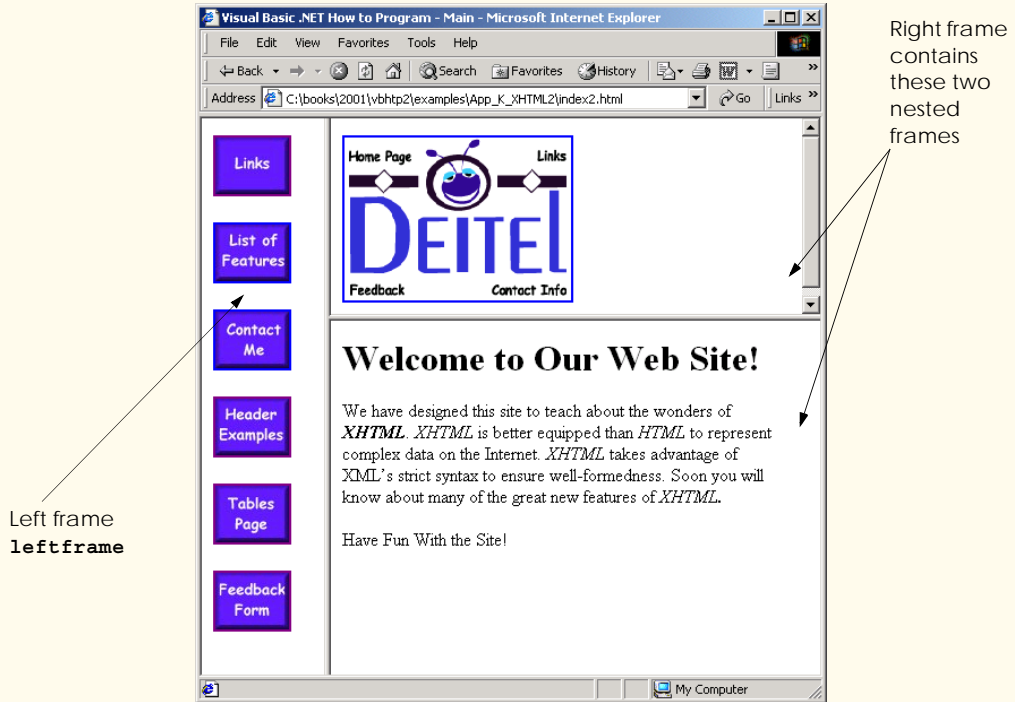 Visual Basic .NET How to Program - Main - Microsoft Internet Explorer
File Edit View Favorites Tools Help
Back Search Favorites History W »
Address C:\books\2001\vbhtp2\examples\App_K_XHTML2\index2.html Go Links »
Right frame
contains
these two
nested
frames
Links
List of
Features
Contact
Me
Header
Examples
Tables
Page
Feedback
Form
Left frame
leftframe
Home Page Links
DEITEL
Feedback Contact Info
Welcome to Our Web Site!
We have designed this site to teach about the wonders of
XHTML. XHTML is better equipped than HTML to represent
complex data on the Internet. XHTML takes advantage of
XML's strict syntax to ensure well-formedness. Soon you will
know about many of the great new features of XHTML.
Have Fun With the Site!
My Computer